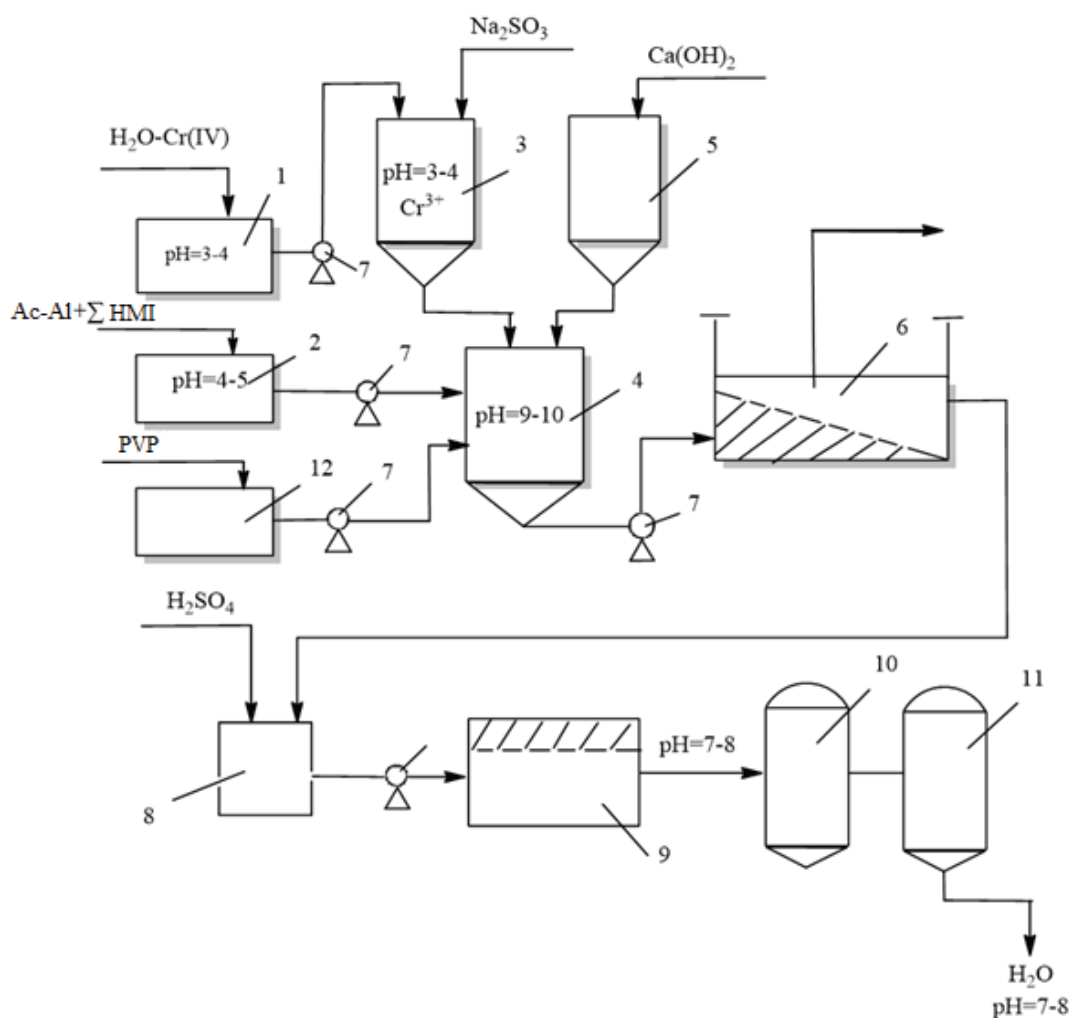 Na₂SO₃
Ca(OH)₂
H₂O-Cr(IV)
1
pH=3-4
7
pH=3-4
Cr³⁺
3
5
Ac-Al+∑ HMI
2
pH=4-5
7
pH=9-10
4
6
PVP
12
7
7
H₂SO₄
8
9
pH=7-8
10
11
H₂O
pH=7-8